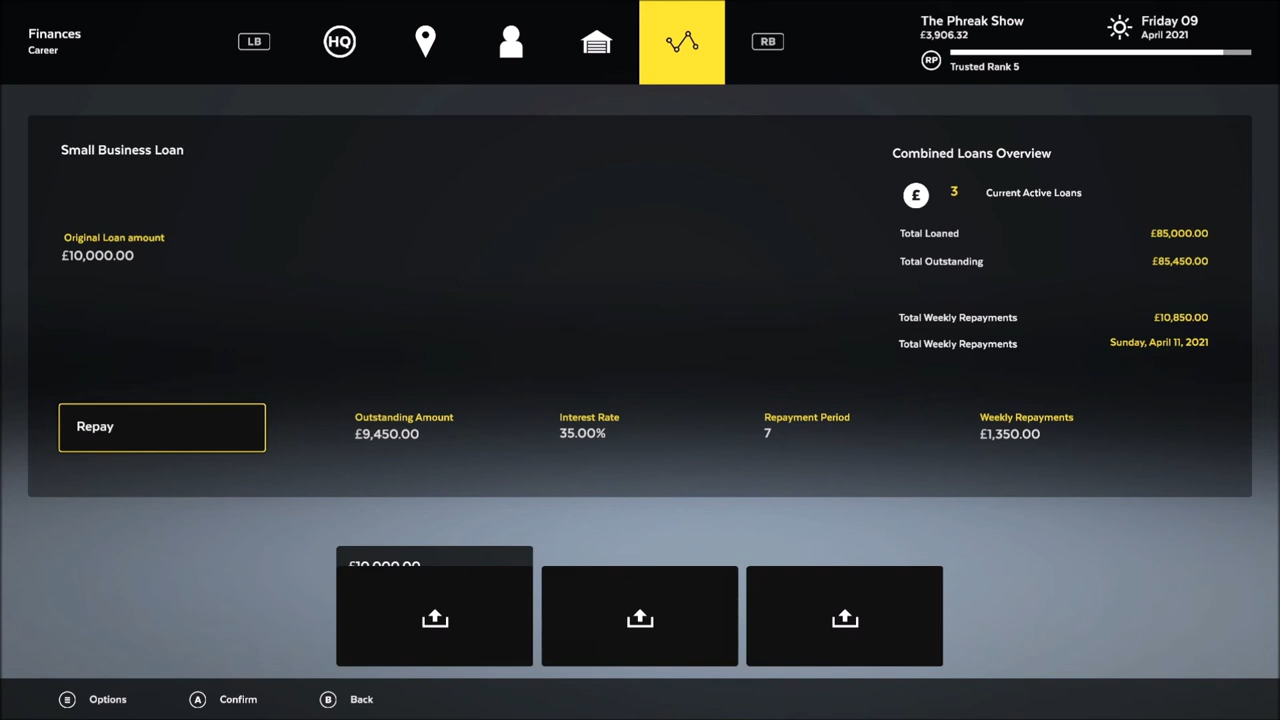 Finances
Career
LB
HQ
RB
The Phreak Show
£3,906.32
Friday 09
April 2021
RP
Trusted Rank 5
Small Business Loan
Original Loan amount
£10,000.00
Combined Loans Overview
£ 3 Current Active Loans
Total Loaned £85,000.00
Total Outstanding £85,450.00
Total Weekly Repayments £10,850.00
Total Weekly Repayments Sunday, April 11, 2021
Repay
Outstanding Amount
£9,450.00
Interest Rate
35.00%
Repayment Period
7
Weekly Repayments
£1,350.00
£10,000.00
Options
A Confirm
B Back